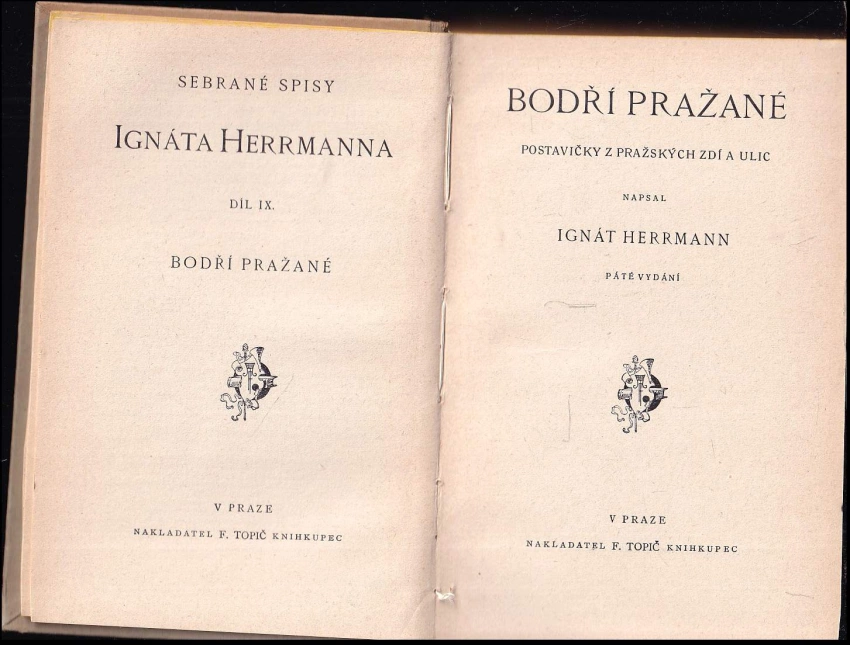 SEBRANÉ SPISY
IGNÁTA HERRMANNA
DÍL IX.
BODŘÍ PRAŽANÉ
V PRAZE
NAKLADATEL F. TOPIČ KNIHKUPEC
BODŘÍ PRAŽANÉ
POSTAVIČKY Z PRAŽSKÝCH ZDÍ A ULIC
NAPSAL
IGNÁT HERRMANN
PÁTÉ VYDÁNÍ
V PRAZE
NAKLADATEL F. TOPIČ KNIHKUPEC